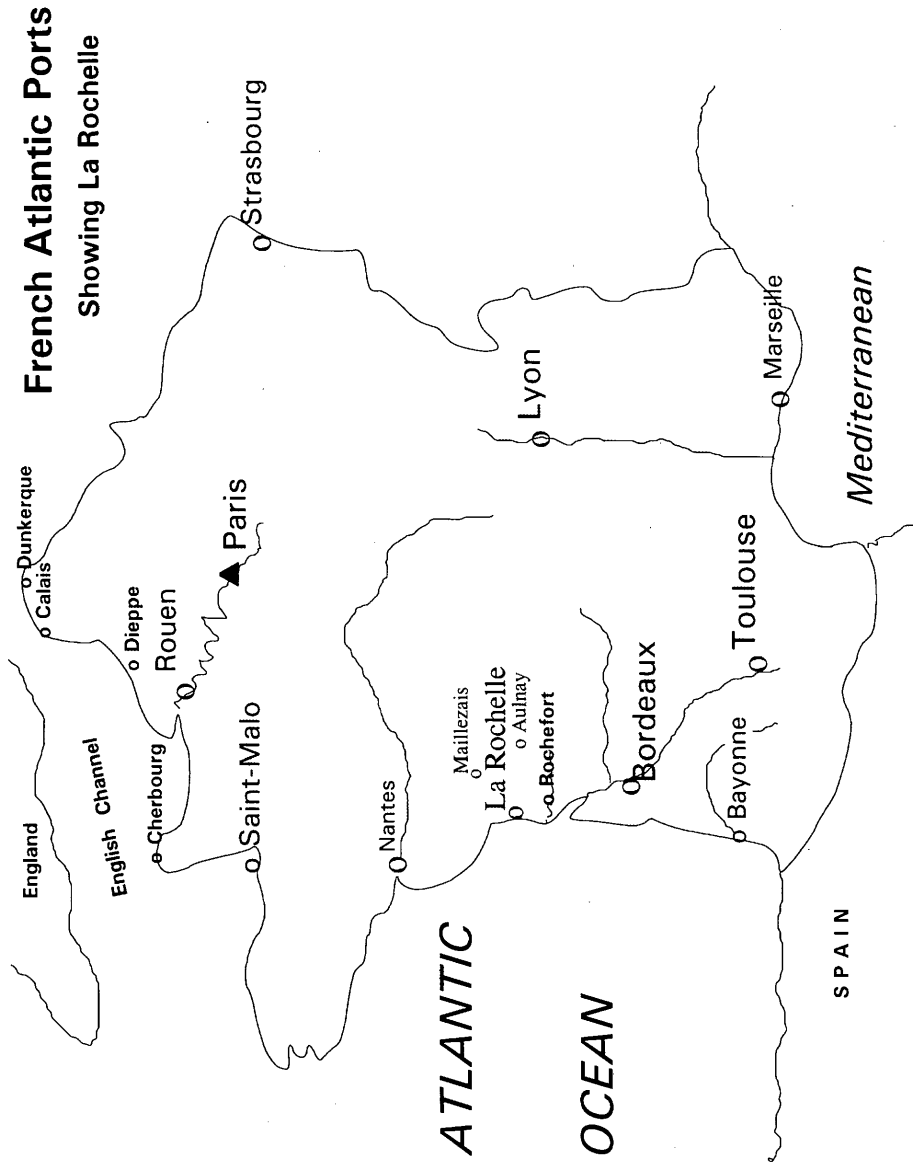 French Atlantic Ports
Showing La Rochelle
England
English Channel
Dunkerque
Calais
Dieppe
Rouen
Cherbourg
Paris
Strasbourg
Saint-Malo
Nantes
Maillezais
La Rochelle
Aulnay
Rochefort
Lyon
ATLANTIC
OCEAN
Bordeaux
Bayonne
Toulouse
Marseille
Mediterranean
SPAIN